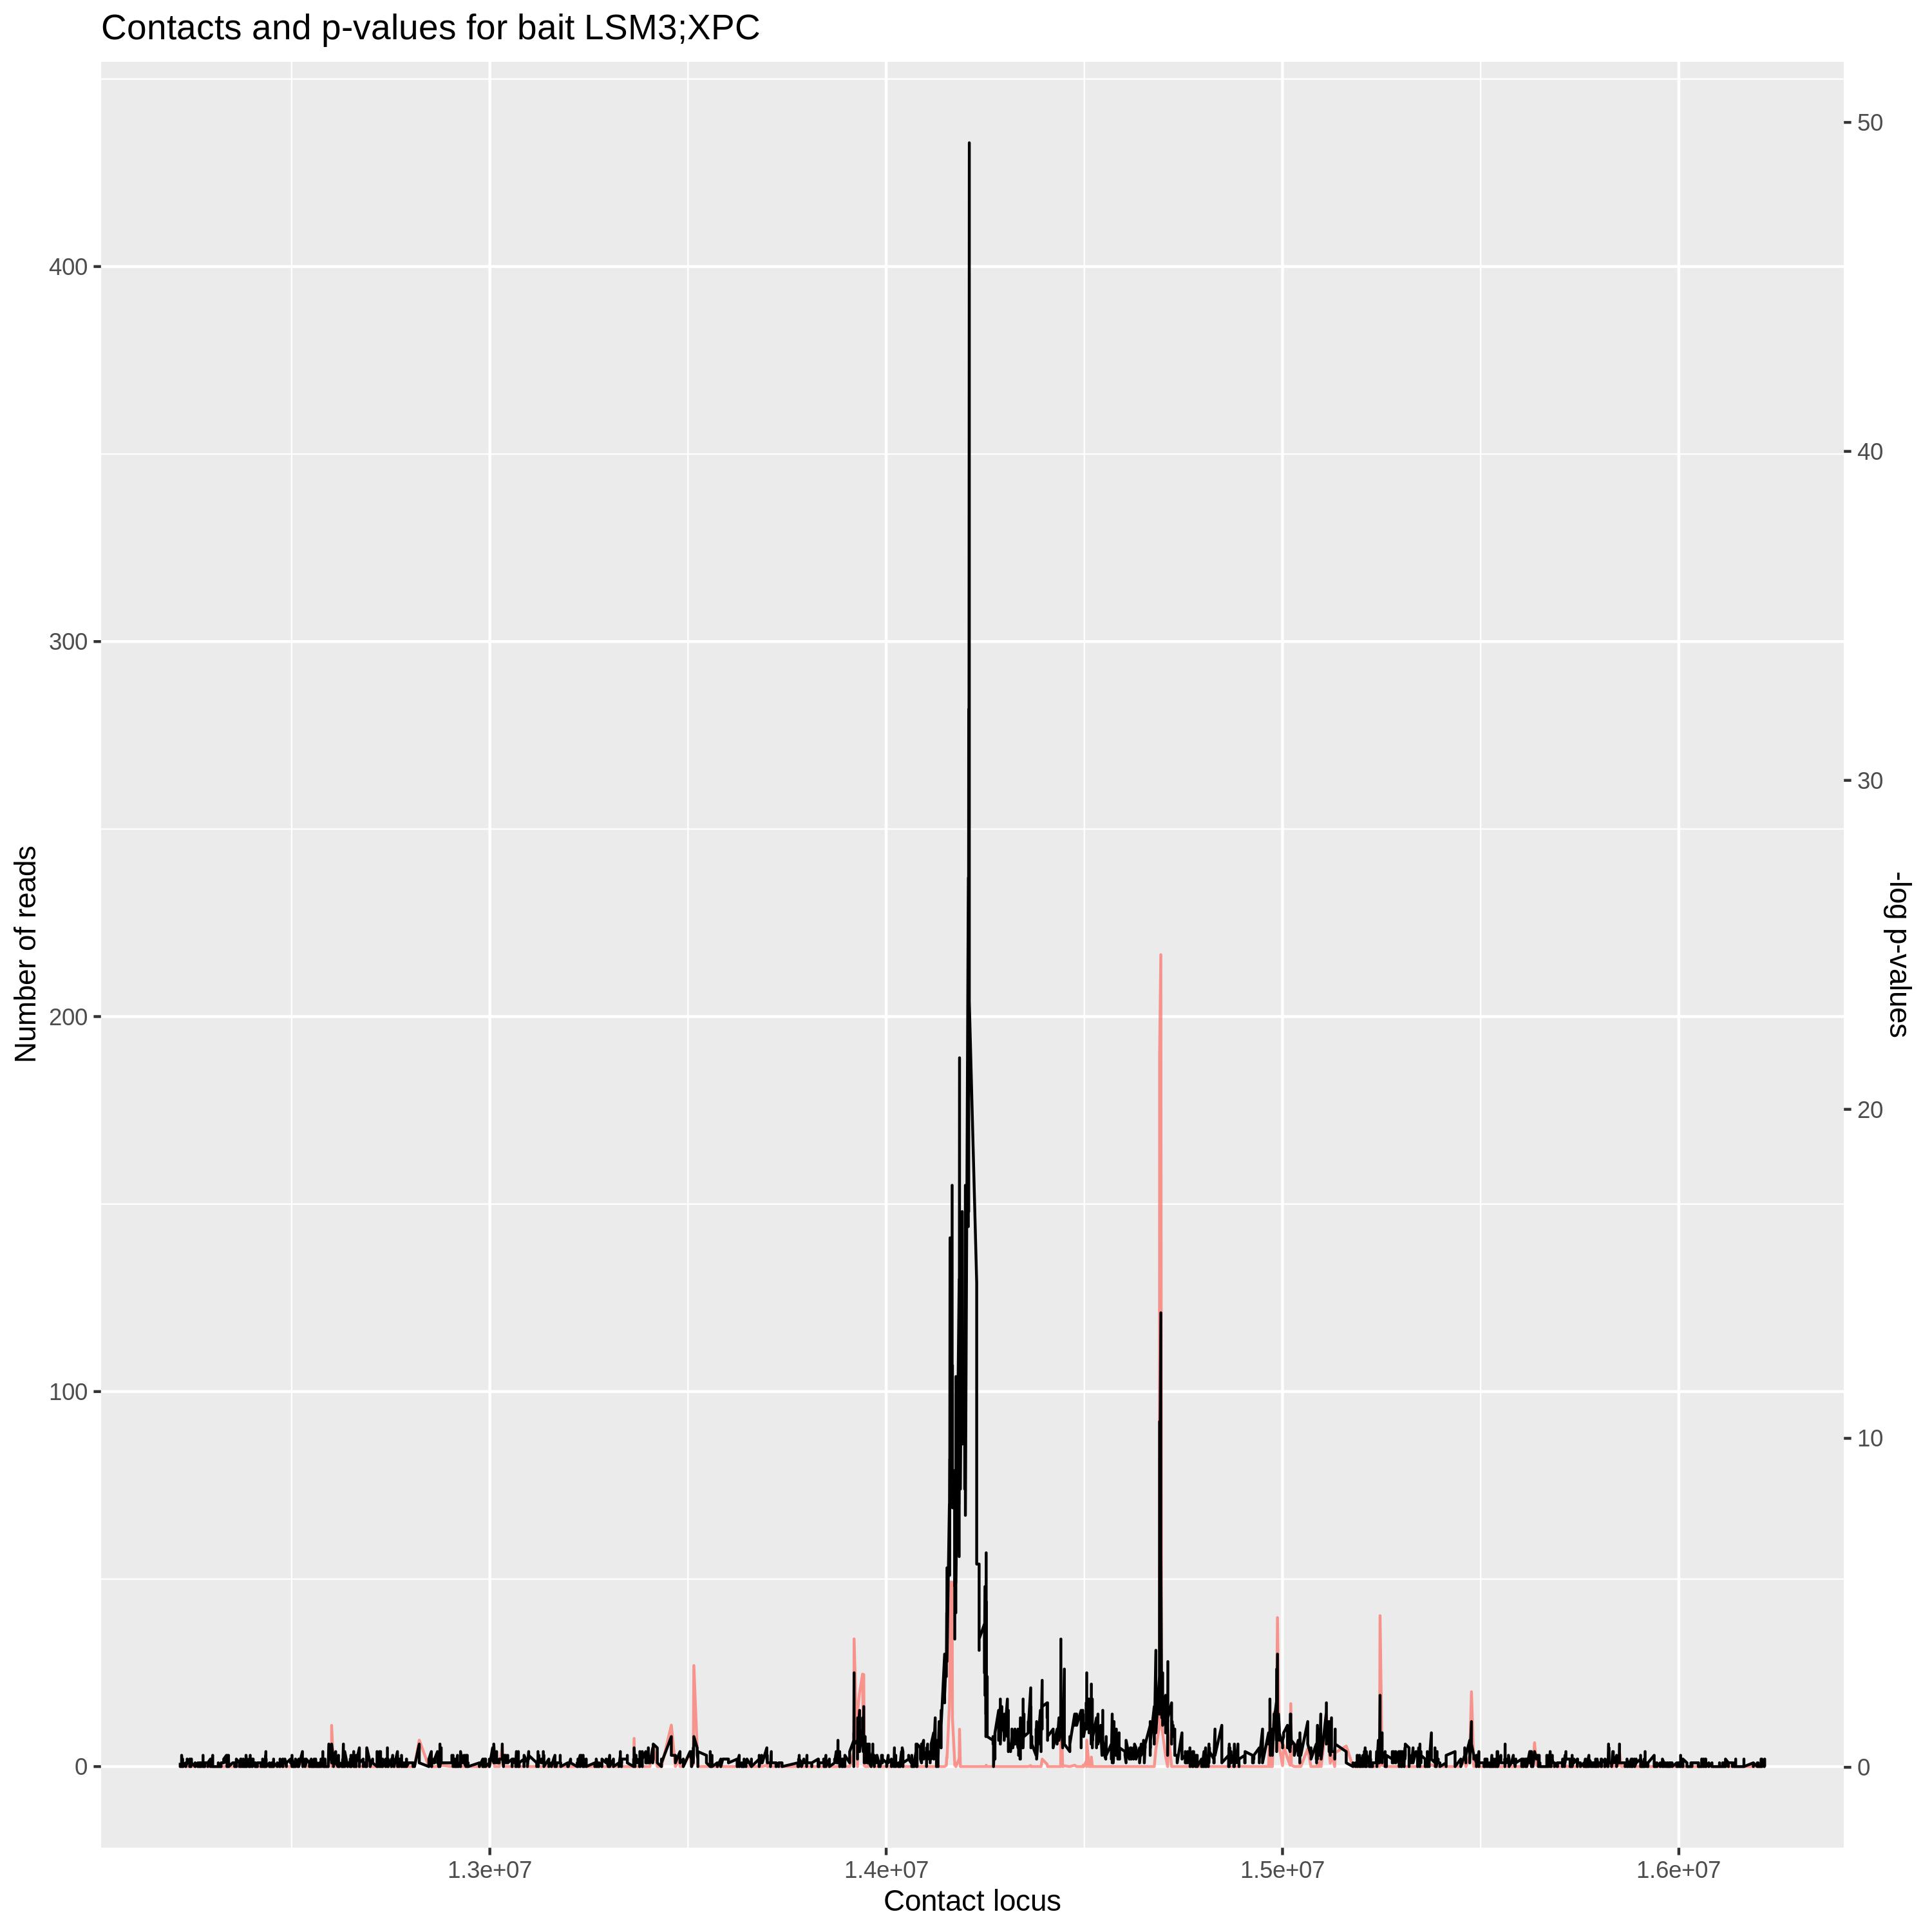 Contacts and p-values for bait LSM3;XPC
Number of reads
400
300
200
100
0
50
40
30
20
10
0
-log p-values
1.3e+07
1.4e+07
1.5e+07
1.6e+07
Contact locus